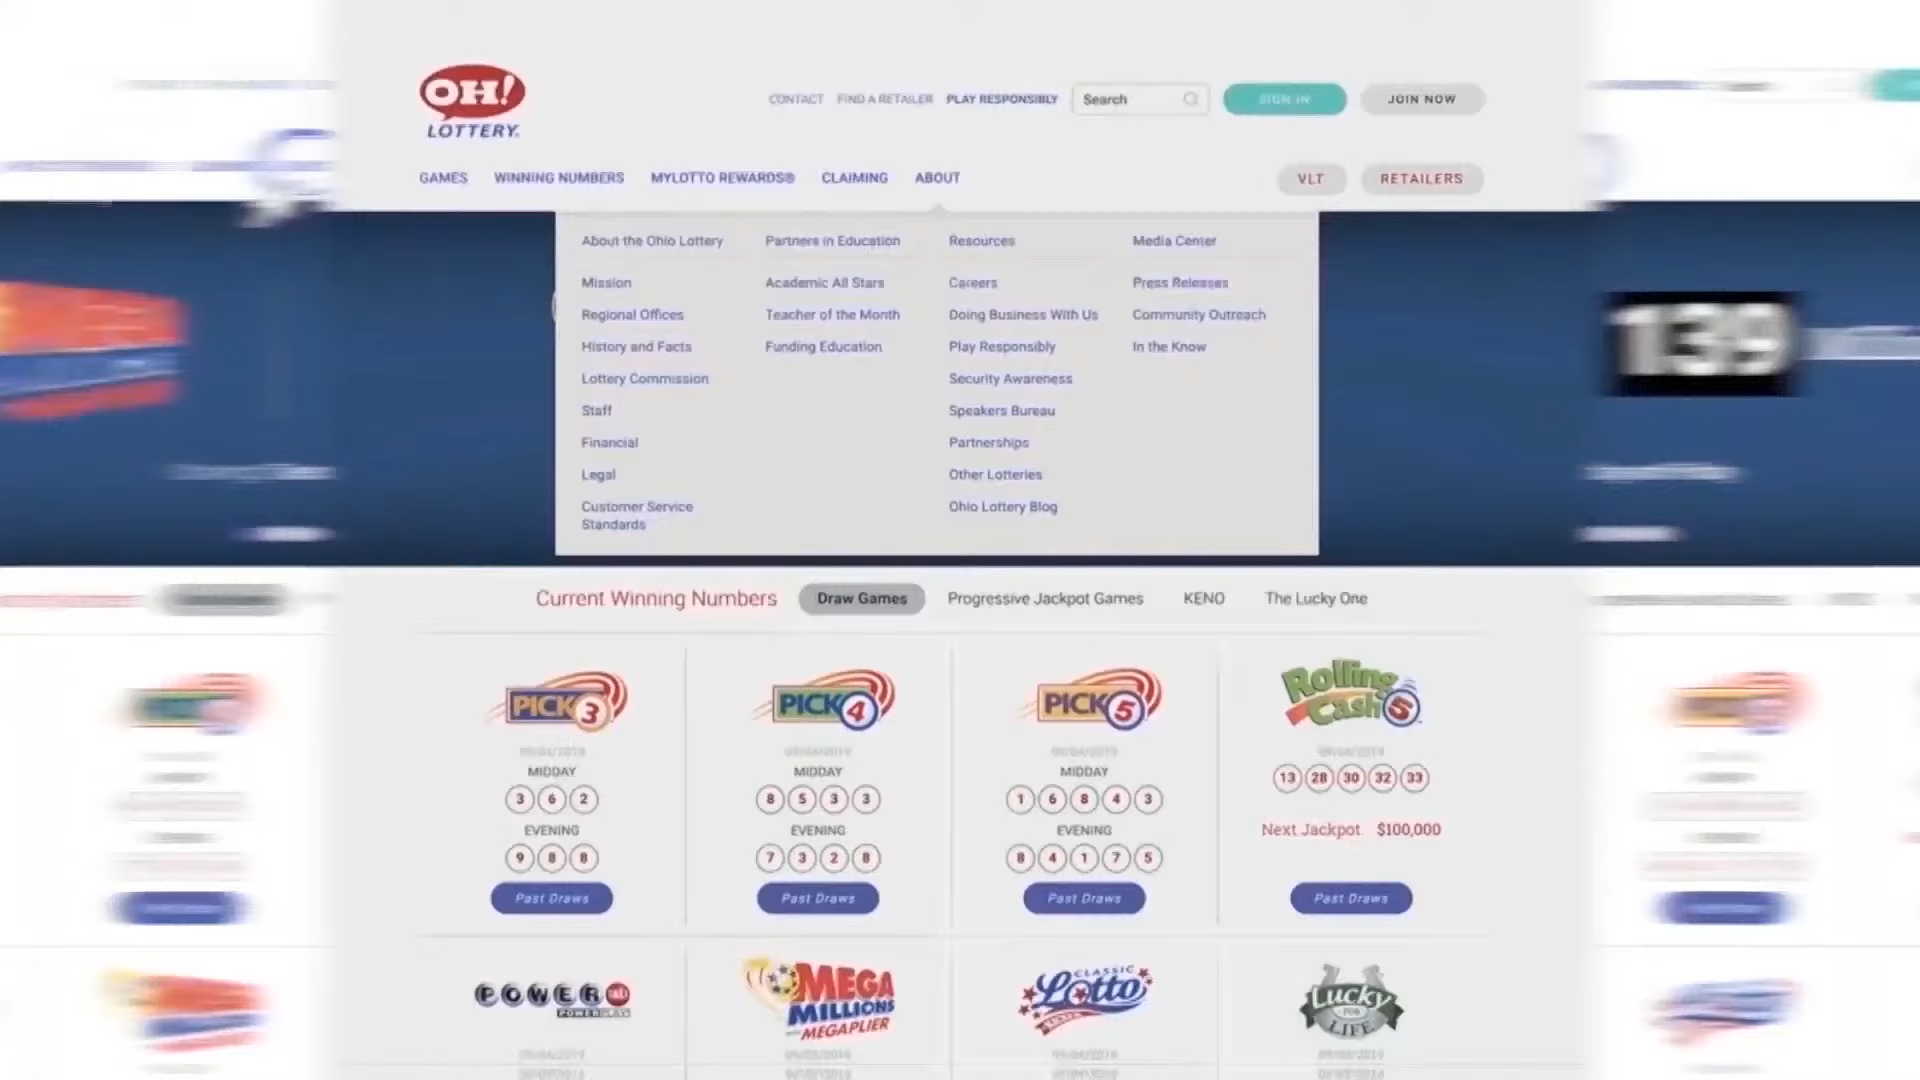 OH!
LOTTERY.
CONTACT FIND A RETAILER PLAY RESPONSIBLY Search SIGN IN JOIN NOW
GAMES WINNING NUMBERS MYLOTTO REWARDS® CLAIMING ABOUT VLT RETAILERS
About the Ohio Lottery
Mission
Regional Offices
History and Facts
Lottery Commission
Staff
Financial
Legal
Customer Service
Standards
Partners in Education
Academic All Stars
Teacher of the Month
Funding Education
Resources
Careers
Doing Business With Us
Play Responsibly
Security Awareness
Speakers Bureau
Partnerships
Other Lotteries
Ohio Lottery Blog
Media Center
Press Releases
Community Outreach
In the Know
139
Current Winning Numbers Draw Games Progressive Jackpot Games KENO The Lucky One
PICK 3
MIDDAY
3 6 2
EVENING
9 8 8
Past Draws
PICK 4
MIDDAY
8 5 3 3
EVENING
7 3 2 8
Past Draws
PICK 5
MIDDAY
1 6 8 4 3
EVENING
8 4 1 7 5
Past Draws
Rolling
Cash 5
13 28 30 32 33
Next Jackpot $100,000
Past Draws
POWERBALL
POWERPLAY
MEGA
MILLIONS
MEGAPLIER
CLASSIC
Lotto
Lucky
FOR
LIFE